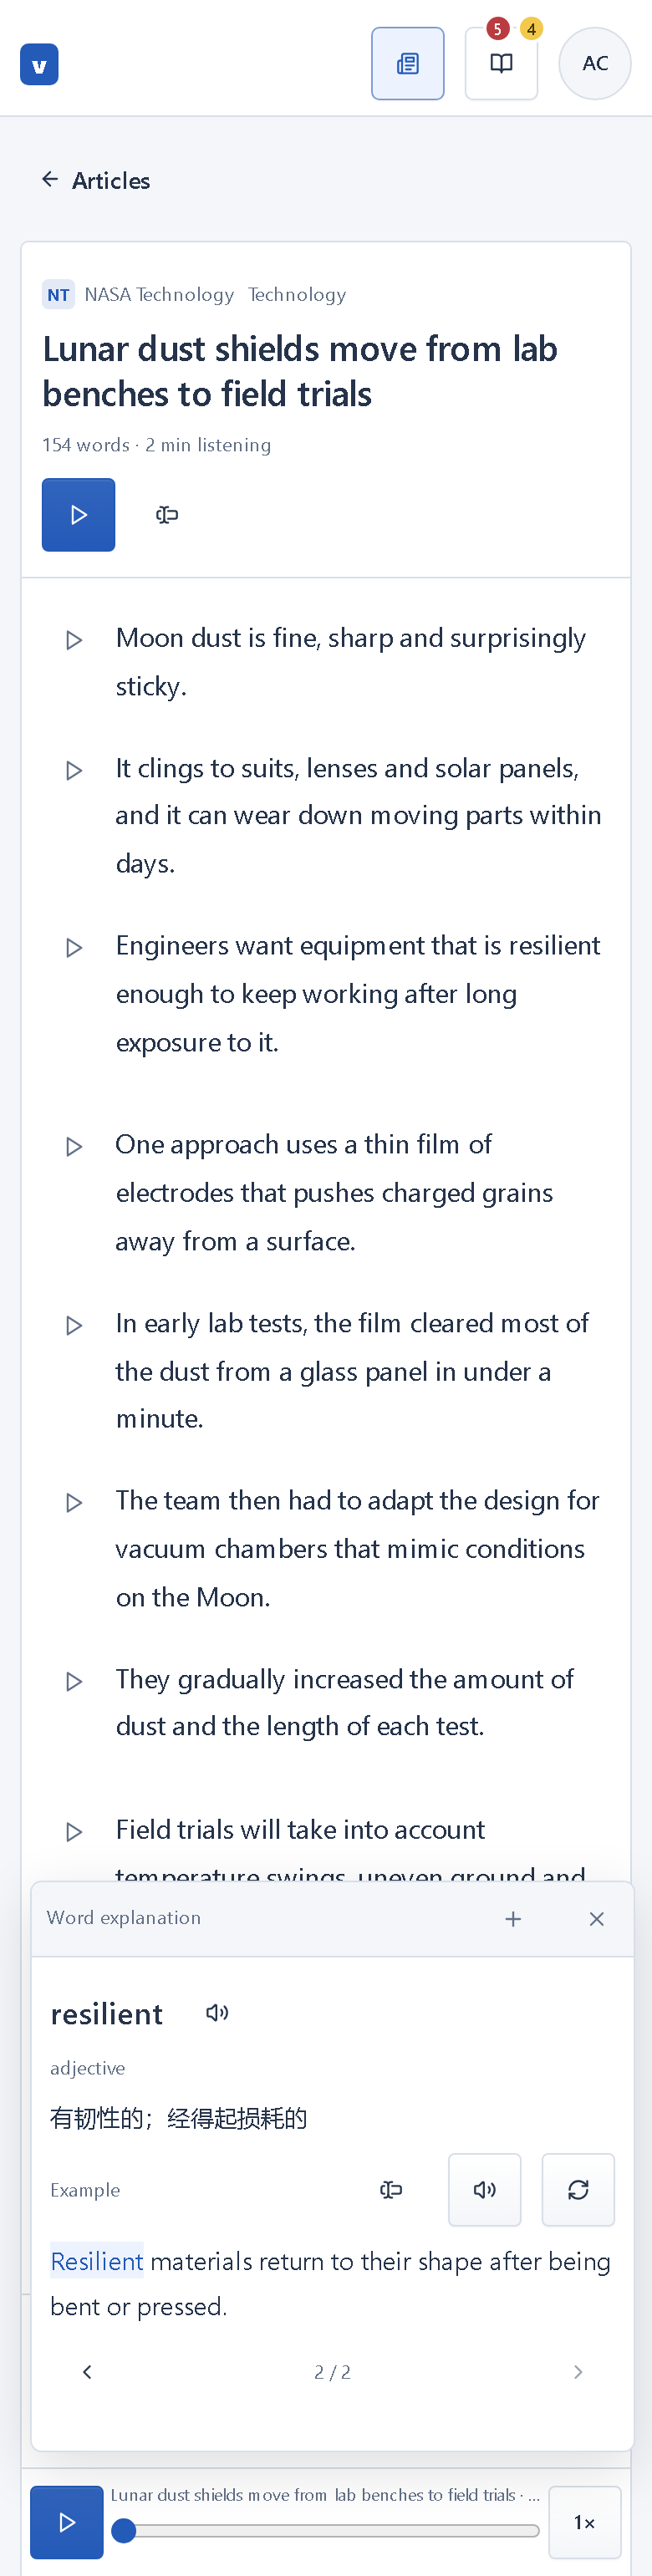 v
5
4
AC
Articles
NT NASA Technology Technology
Lunar dust shields move from lab
benches to field trials
154 words · 2 min listening
Moon dust is fine, sharp and surprisingly
sticky.
It clings to suits, lenses and solar panels,
and it can wear down moving parts within
days.
Engineers want equipment that is resilient
enough to keep working after long
exposure to it.
One approach uses a thin film of
electrodes that pushes charged grains
away from a surface.
In early lab tests, the film cleared most of
the dust from a glass panel in under a
minute.
The team then had to adapt the design for
vacuum chambers that mimic conditions
on the Moon.
They gradually increased the amount of
dust and the length of each test.
Field trials will take into account
temperature swings, uneven ground and
Word explanation
resilient
adjective
有韧性的；经得起损耗的
Example
Resilient materials return to their shape after being
bent or pressed.
2 / 2
Lunar dust shields move from lab benches to field trials · ...
1×